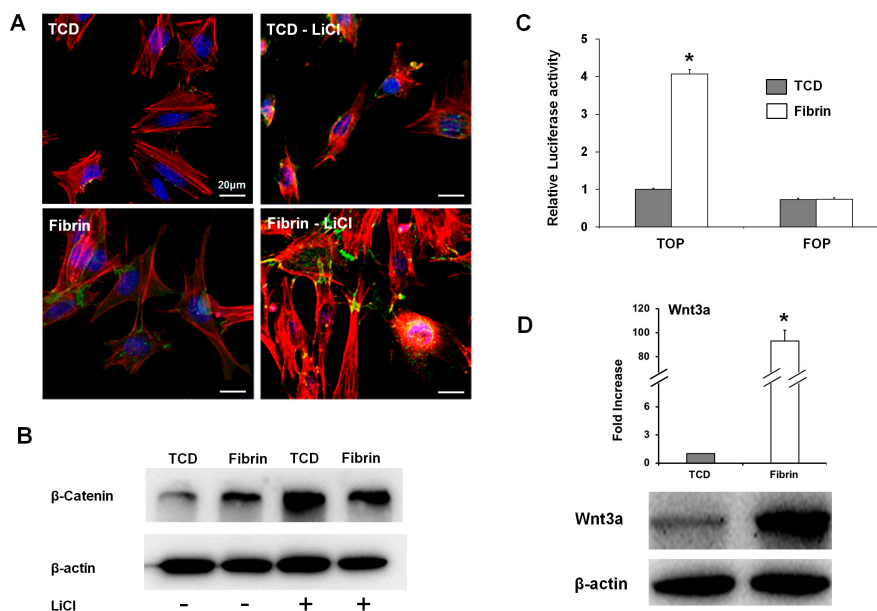 A
TCD
TCD - LiCl
20µm
Fibrin
Fibrin - LiCl
B
TCD Fibrin TCD Fibrin
β-Catenin
β-actin
LiCl - - + +
C
Relative Luciferase activity
5
4
3
2
1
0
*
TCD
Fibrin
TOP FOP
D
Wnt3a
Fold Increase
120
100
80
6
3
0
*
TCD Fibrin
Wnt3a
β-actin